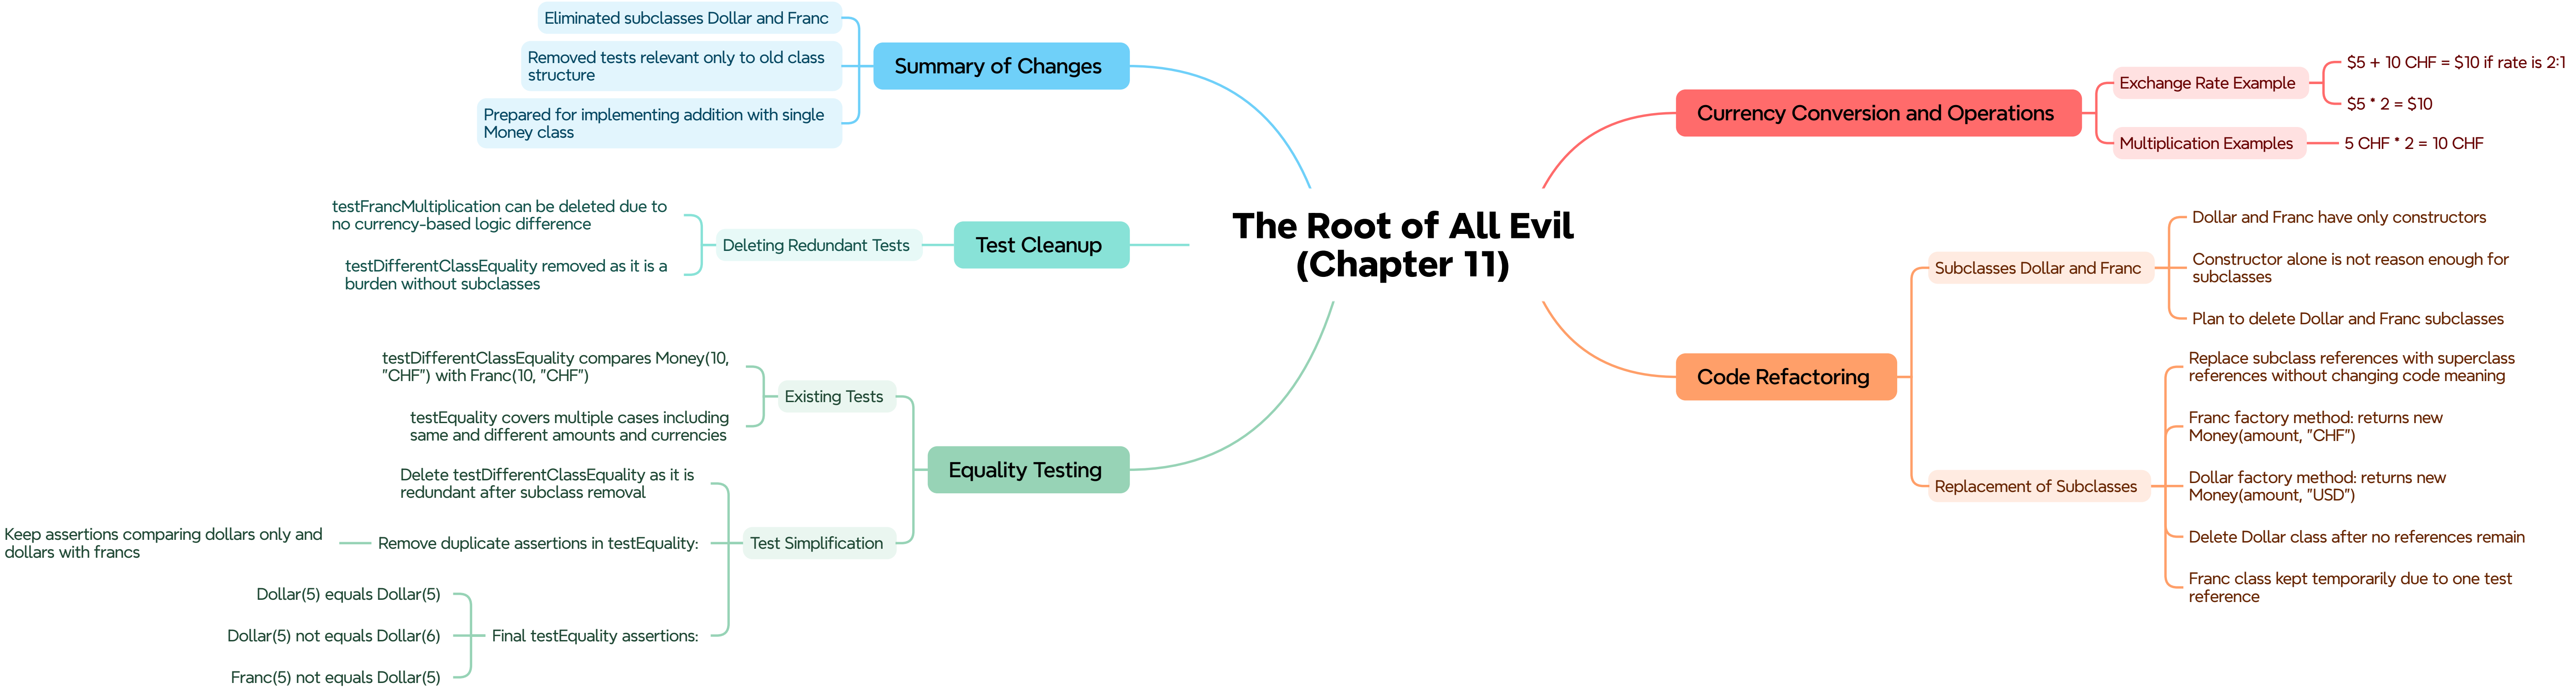 The Root of All Evil
(Chapter 11)
Currency Conversion and Operations
Exchange Rate Example
$5 + 10 CHF = $10 if rate is 2:1
$5 * 2 = $10
Multiplication Examples
5 CHF * 2 = 10 CHF
Code Refactoring
Subclasses Dollar and Franc
Dollar and Franc have only constructors
Constructor alone is not reason enough for
subclasses
Plan to delete Dollar and Franc subclasses
Replacement of Subclasses
Replace subclass references with superclass
references without changing code meaning
Franc factory method: returns new
Money(amount, "CHF")
Dollar factory method: returns new
Money(amount, "USD")
Delete Dollar class after no references remain
Franc class kept temporarily due to one test
reference
Equality Testing
Existing Tests
testDifferentClassEquality compares Money(10,
"CHF") with Franc(10, "CHF")
testEquality covers multiple cases including
same and different amounts and currencies
Test Simplification
Delete testDifferentClassEquality as it is
redundant after subclass removal
Remove duplicate assertions in testEquality:
Keep assertions comparing dollars only and
dollars with francs
Final testEquality assertions:
Dollar(5) equals Dollar(5)
Dollar(5) not equals Dollar(6)
Franc(5) not equals Dollar(5)
Test Cleanup
Deleting Redundant Tests
testFrancMultiplication can be deleted due to
no currency-based logic difference
testDifferentClassEquality removed as it is a
burden without subclasses
Summary of Changes
Eliminated subclasses Dollar and Franc
Removed tests relevant only to old class
structure
Prepared for implementing addition with single
Money class